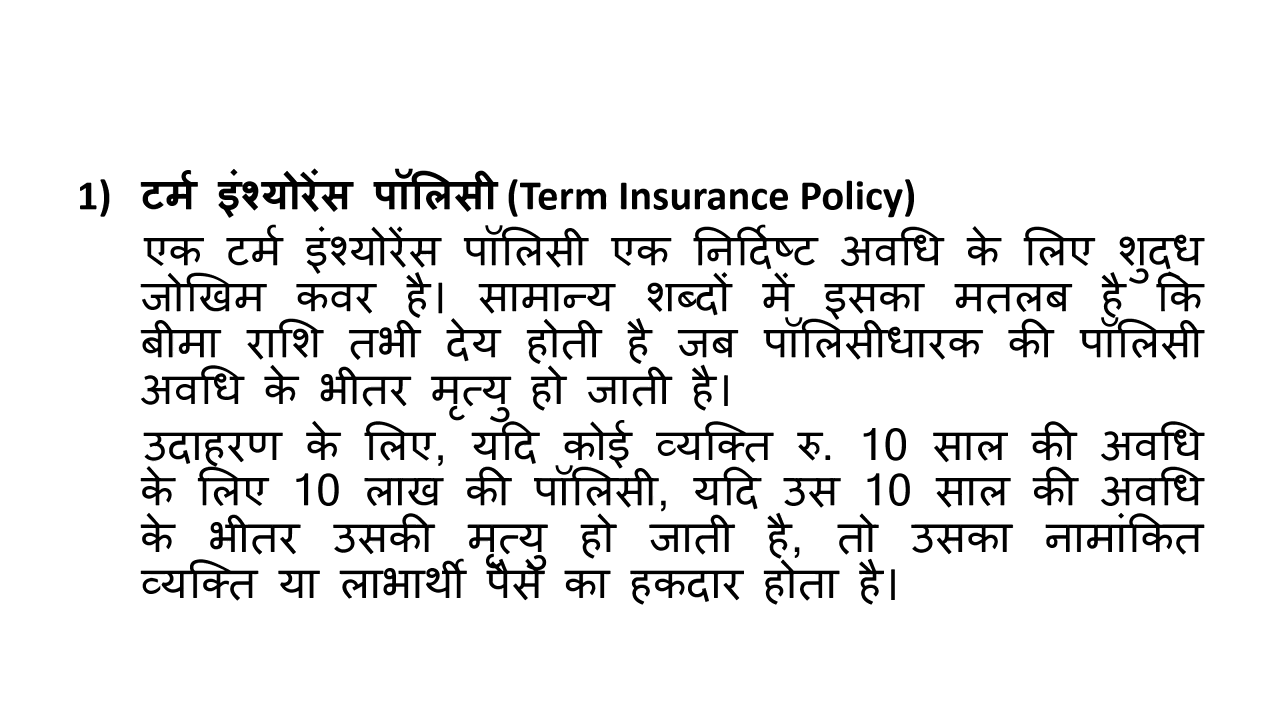 1) टर्म इंश्योरेंस पॉलिसी (Term Insurance Policy)
एक टर्म इंश्योरेंस पॉलिसी एक निर्दिष्ट अवधि के लिए शुद्ध
जोखिम कवर है। सामान्य शब्दों में इसका मतलब है कि
बीमा राशि तभी देय होती है जब पॉलिसीधारक की पॉलिसी
अवधि के भीतर मृत्यु हो जाती है।
उदाहरण के लिए, यदि कोई व्यक्ति रु. 10 साल की अवधि
के लिए 10 लाख की पॉलिसी, यदि उस 10 साल की अवधि
के भीतर उसकी मृत्यु हो जाती है, तो उसका नामांकित
व्यक्ति या लाभार्थी पैसे का हकदार होता है।